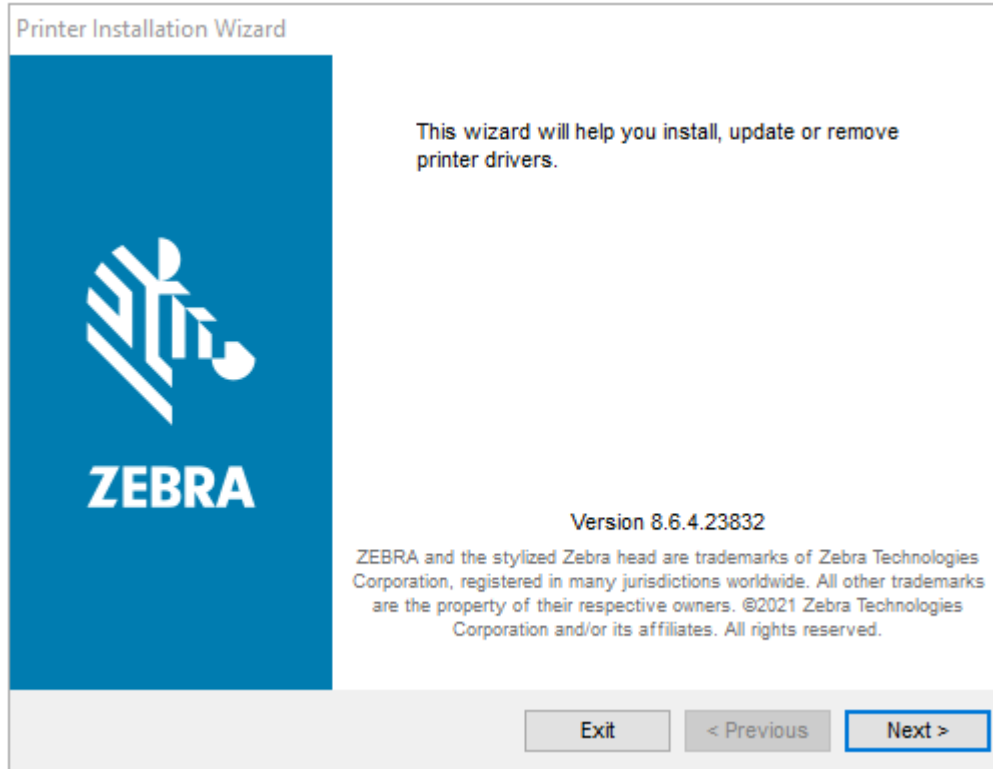 Printer Installation Wizard
This wizard will help you install, update or remove
printer drivers.
ZEBRA
Version 8.6.4.23832
ZEBRA and the stylized Zebra head are trademarks of Zebra Technologies
Corporation, registered in many jurisdictions worldwide. All other trademarks
are the property of their respective owners. ©2021 Zebra Technologies
Corporation and/or its affiliates. All rights reserved.
Exit
< Previous
Next >